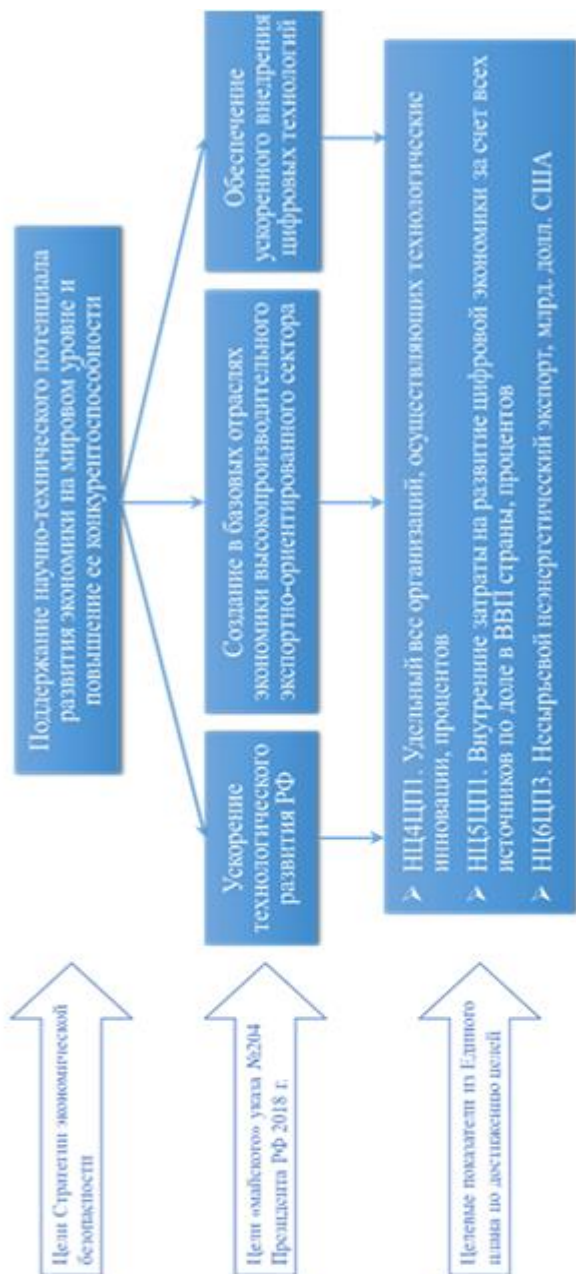 Цели Стратегии экономической
безопасности
Поддержание научно-технического потенциала
развития экономики на мировом уровне и
повышение ее конкурентоспособности
Цели «майского» указа №204
Президента РФ 2018 г.
Ускорение
технологического
развития РФ
Создание в базовых отраслях
экономики высокопроизводительного
экспортно-ориентированного сектора
Обеспечение
ускоренного внедрения
цифровых технологий
Целевые показатели из Единого
плана по достижению целей
➢ НЦ4ЦП1. Удельный все организаций, осуществляющих технологические
инновации, процентов
➢ НЦ5ЦП1. Внутренние затраты на развитие цифровой экономики за счет всех
источников по доле в ВВП страны, процентов
➢ НЦ6ЦП3. Несырьевой неэнергетический экспорт, млрд. долл. США